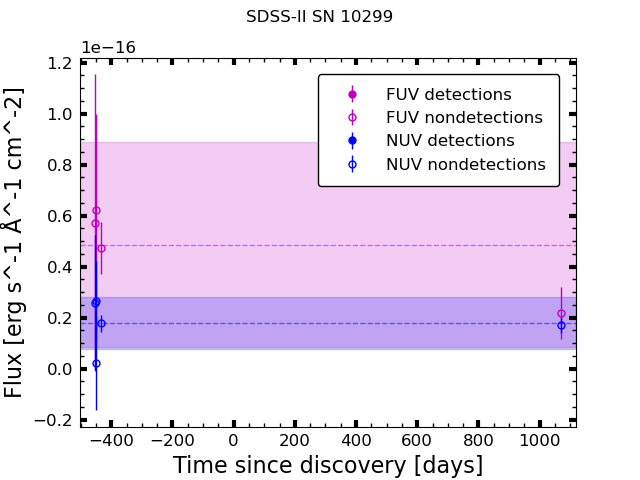 SDSS-II SN 10299
1e−16
1.2
1.0
0.8
0.6
0.4
0.2
0.0
−0.2
Flux [erg s^-1 Å^-1 cm^-2]
FUV detections
FUV nondetections
NUV detections
NUV nondetections
−400 −200 0 200 400 600 800 1000
Time since discovery [days]